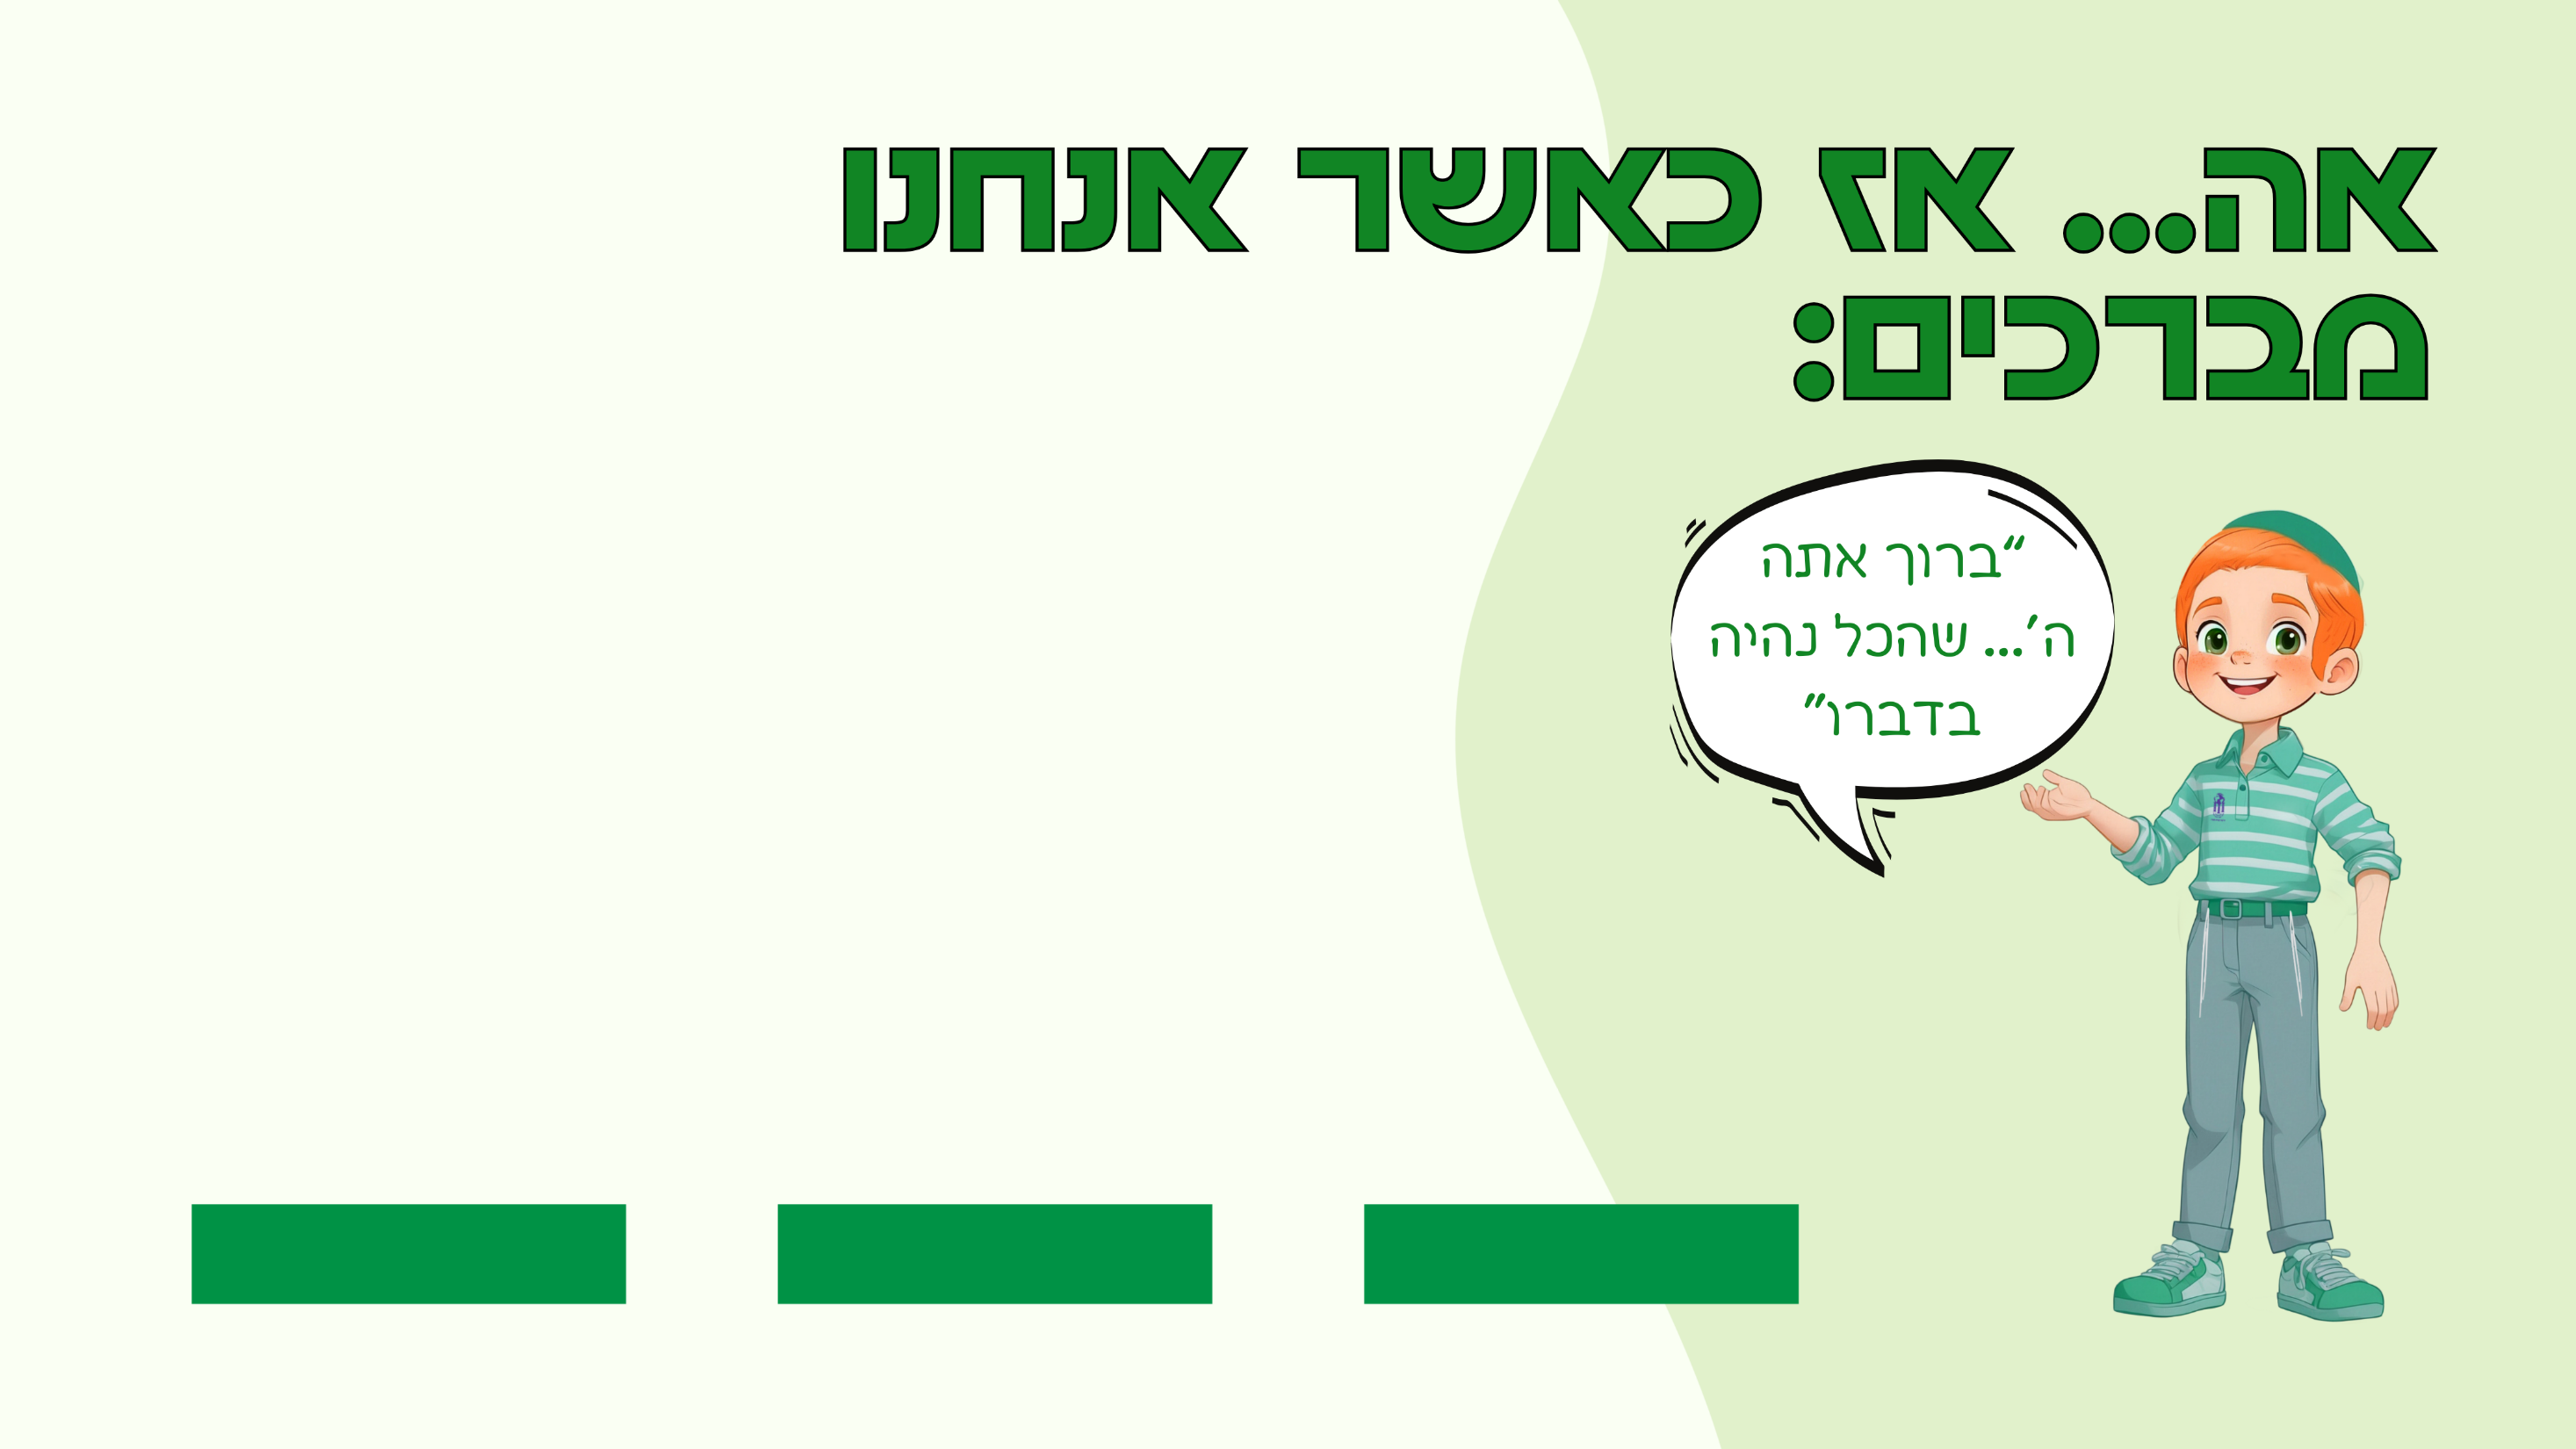 אה... אז כאשר אנחנו
מברכים:
"ברוך אתה
ה'... שהכל נהיה
בדברו"